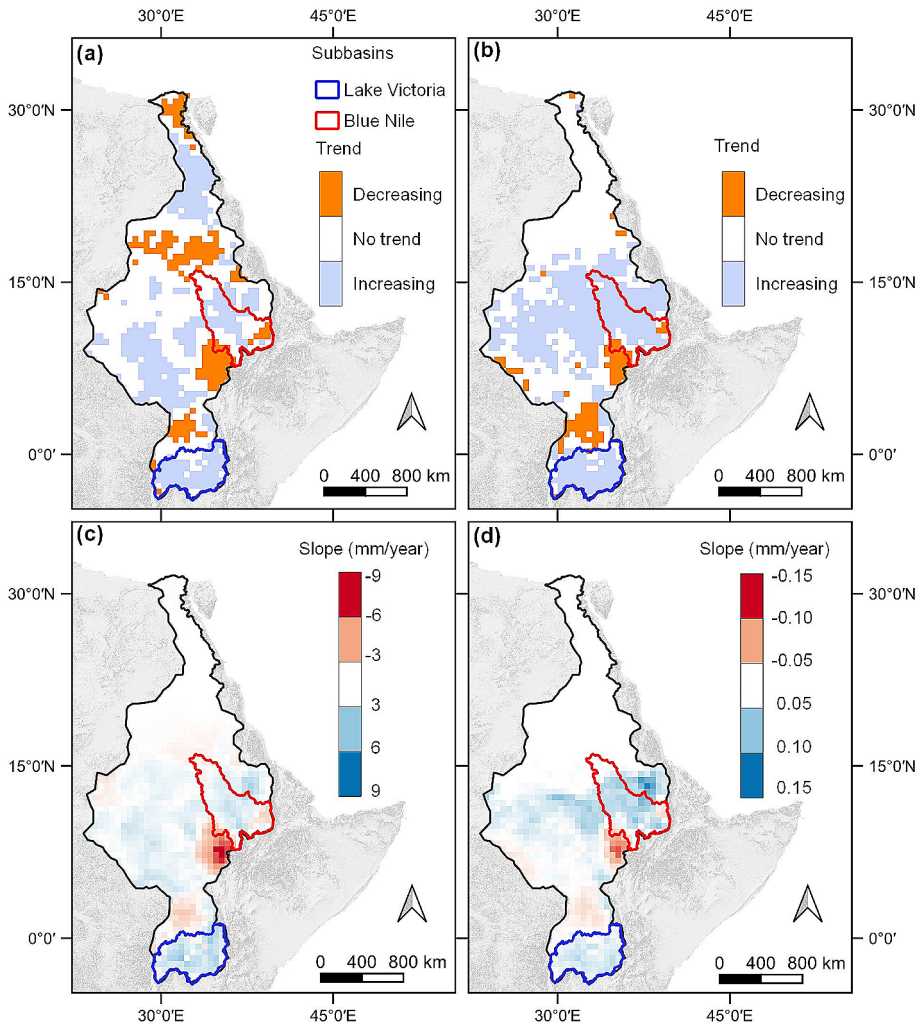 30°0'E 45°0'E 30°0'E 45°0'E
(a)
Subbasins
Lake Victoria
Blue Nile
Trend
Decreasing
No trend
Increasing
0 400 800 km
30°0'N
15°0'N
0°0'
(b)
Trend
Decreasing
No trend
Increasing
0 400 800 km
30°0'N
15°0'N
0°0'
(c)
Slope (mm/year)
-9
-6
-3
3
6
9
0 400 800 km
30°0'N
15°0'N
0°0'
(d)
Slope (mm/year)
-0.15
-0.10
-0.05
0.05
0.10
0.15
0 400 800 km
30°0'N
15°0'N
0°0'
30°0'E 45°0'E 30°0'E 45°0'E